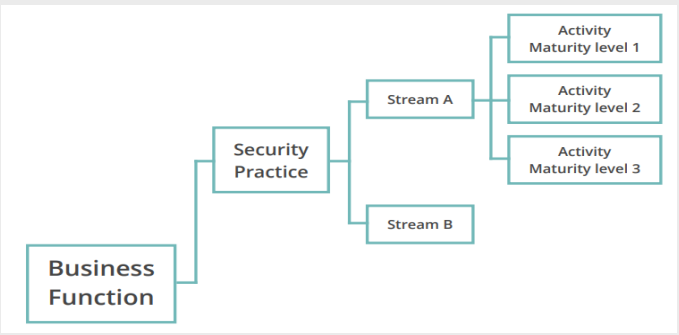 Business
Function
Security
Practice
Stream A
Stream B
Activity
Maturity level 1
Activity
Maturity level 2
Activity
Maturity level 3